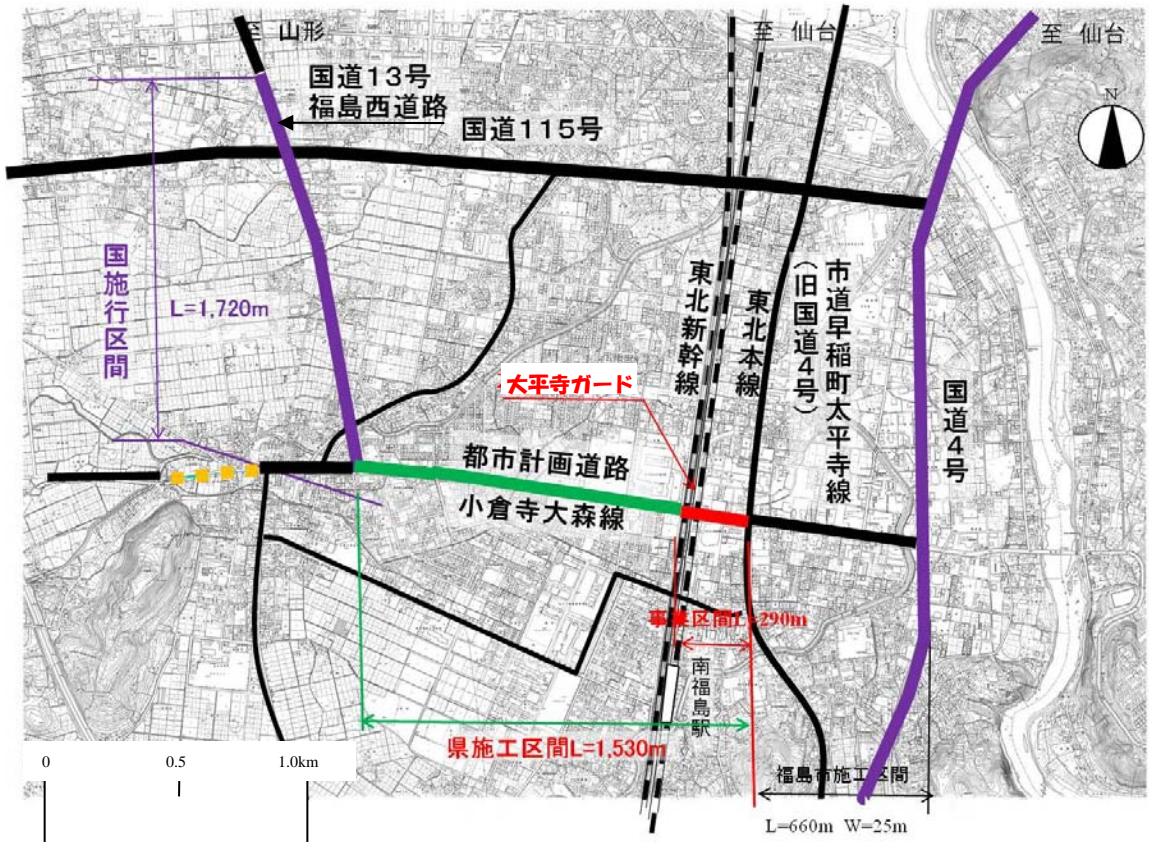 至 山形
至 仙台
至 仙台
国道13号
福島西道路
国道115号
N
国施行区間
L=1,720m
東北新幹線
東北本線
市道早稲町太平寺線
(旧国道4号)
国道4号
大平寺ガード
都市計画道路
小倉寺大森線
事業区間L=290m
南福島駅
県施工区間L=1,530m
福島市施工区間
L=660m W=25m
0 0.5 1.0km